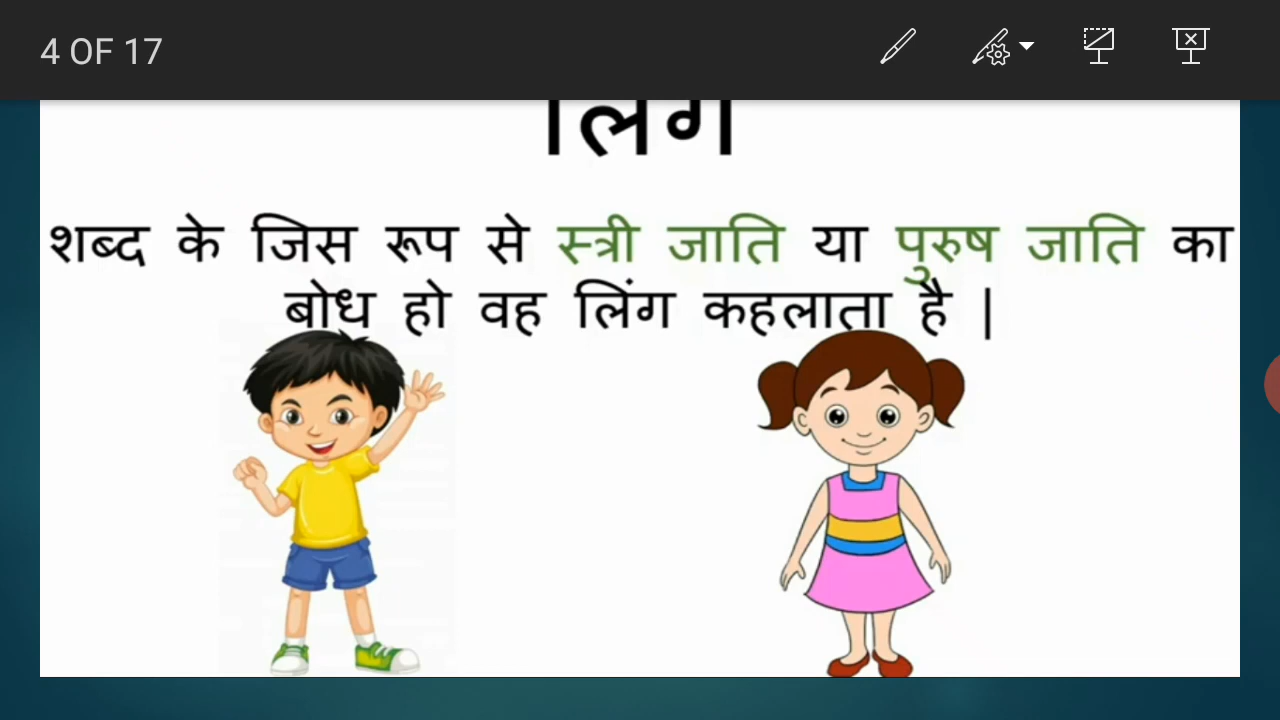 4 OF 17
लिंग
शब्द के जिस रूप से स्त्री जाति या पुरुष जाति का
बोध हो वह लिंग कहलाता है |